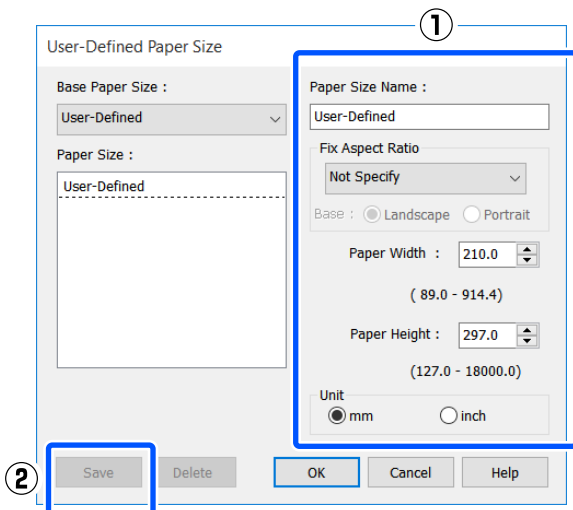 ①
User-Defined Paper Size
Base Paper Size :
User-Defined
Paper Size :
User-Defined
Paper Size Name :
User-Defined
Fix Aspect Ratio
Not Specify
Base : Landscape Portrait
Paper Width : 210.0
( 89.0 - 914.4)
Paper Height : 297.0
(127.0 - 18000.0)
Unit
mm inch
②
Save Delete OK Cancel Help